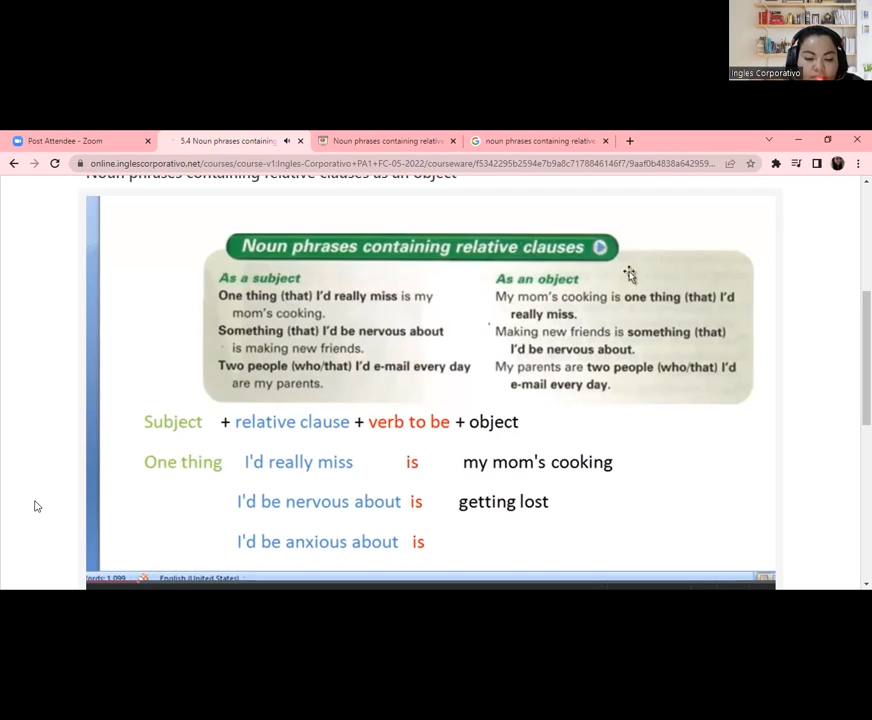 Ingles Corporativo
Post Attendee - Zoom
5.4 Noun phrases containing
Noun phrases containing relativ
noun phrases containing relative
online.inglescorporativo.net/courses/course-v1:Ingles-Corporativo+PA1+FC-05-2022/courseware/f5342295b2594e7b9a8c7178846146f7/9aaf0b4838a642959...
Noun phrases containing relative clauses as an object
Noun phrases containing relative clauses
As a subject
One thing (that) I'd really miss is my
mom's cooking.
Something (that) I'd be nervous about
is making new friends.
Two people (who/that) I'd e-mail every day
are my parents.
As an object
My mom's cooking is one thing (that) I'd
really miss.
Making new friends is something (that)
I'd be nervous about.
My parents are two people (who/that) I'd
e-mail every day.
Subject + relative clause + verb to be + object
One thing I'd really miss is my mom's cooking
I'd be nervous about is getting lost
I'd be anxious about is
ords: 1,099 English (United States)